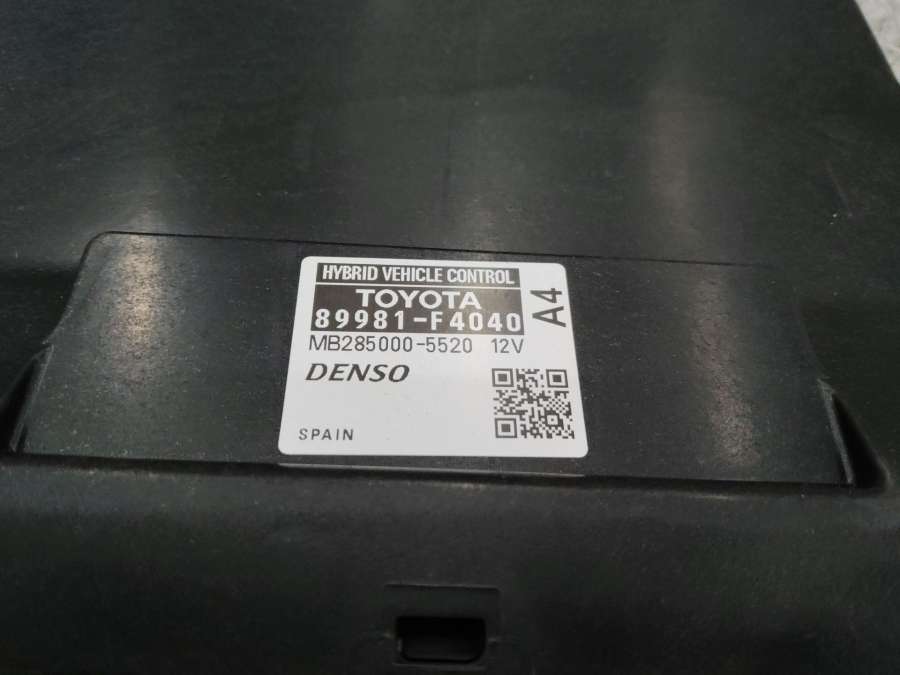 HYBRID VEHICLE CONTROL
TOYOTA
89981-F4040
A4
MB285000-5520 12V
DENSO
SPAIN